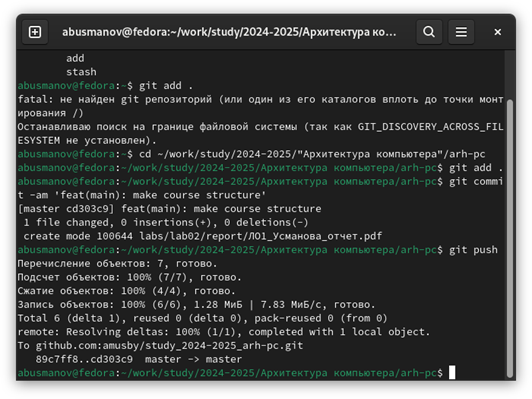 abusmanov@fedora:~/work/study/2024-2025/Архитектура ко...
add
stash
abusmanov@fedora:~$ git add .
fatal: не найден git репозиторий (или один из его каталогов вплоть до точки монт
ирования /)
Останавливаю поиск на границе файловой системы (так как GIT_DISCOVERY_ACROSS_FIL
ESYSTEM не установлен).
abusmanov@fedora:~$ cd ~/work/study/2024-2025/"Архитектура компьютера"/arh-pc
abusmanov@fedora:~/work/study/2024-2025/Архитектура компьютера/arh-pc$ git add .
abusmanov@fedora:~/work/study/2024-2025/Архитектура компьютера/arh-pc$ git commi
t -am 'feat(main): make course structure'
[master cd303c9] feat(main): make course structure
1 file changed, 0 insertions(+), 0 deletions(-)
create mode 100644 labs/lab02/report/Л01_Усманова_отчет.pdf
abusmanov@fedora:~/work/study/2024-2025/Архитектура компьютера/arh-pc$ git push
Перечисление объектов: 7, готово.
Подсчет объектов: 100% (7/7), готово.
Сжатие объектов: 100% (4/4), готово.
Запись объектов: 100% (6/6), 1.28 МиБ | 7.83 МиБ/с, готово.
Total 6 (delta 1), reused 0 (delta 0), pack-reused 0 (from 0)
remote: Resolving deltas: 100% (1/1), completed with 1 local object.
To github.com:amusby/study_2024-2025_arh-pc.git
89c7ff8..cd303c9  master -> master
abusmanov@fedora:~/work/study/2024-2025/Архитектура компьютера/arh-pc$